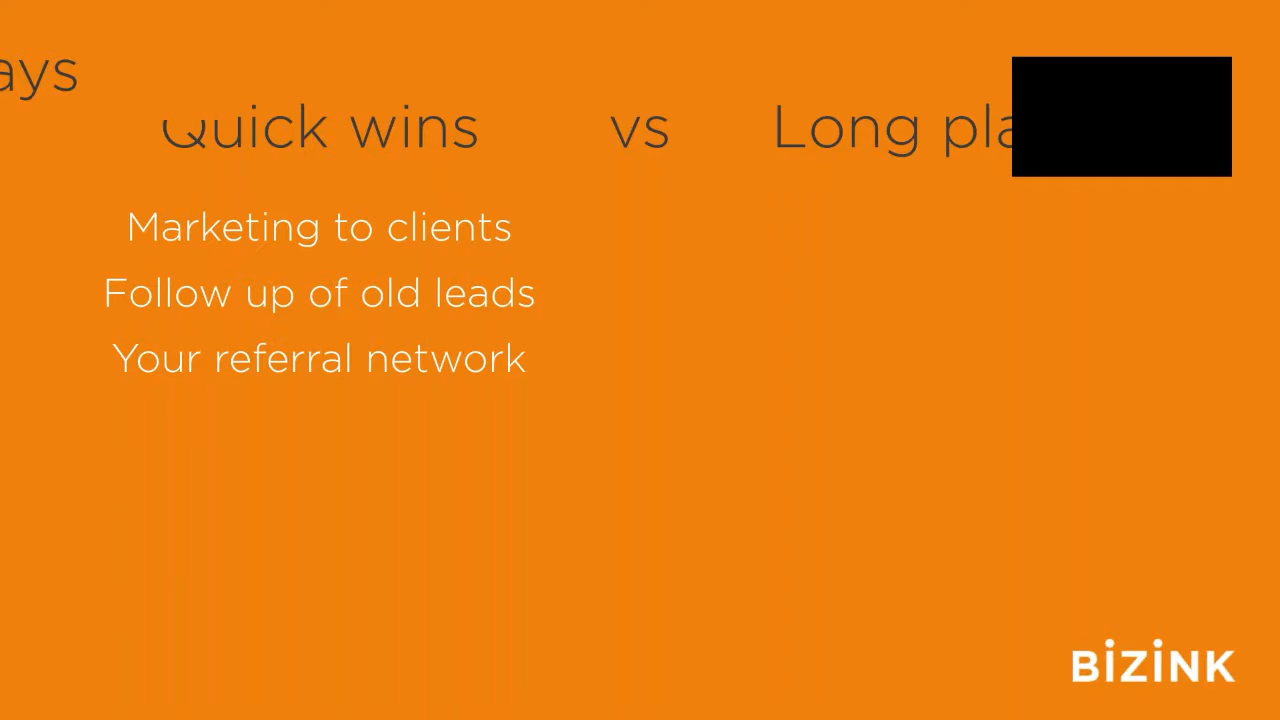 ays
Quick wins vs Long pla
Marketing to clients
Follow up of old leads
Your referral network
BiZiNK